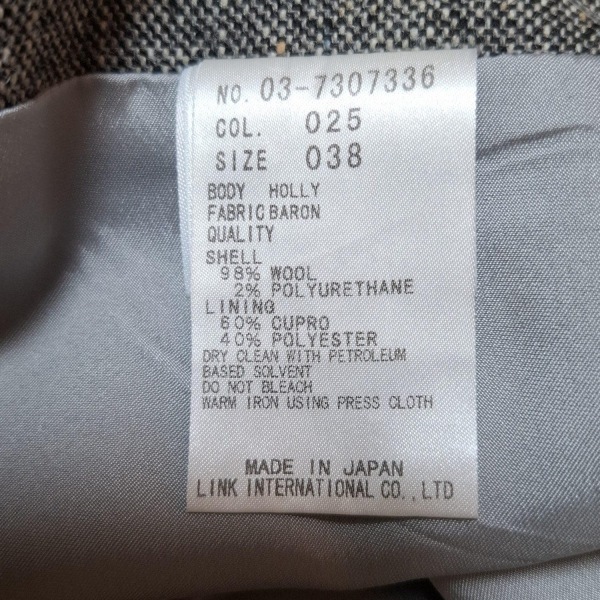 NO. 03-7307336
COL. 025
SIZE 038
BODY HOLLY
FABRIC BARON
QUALITY
SHELL
98% WOOL
2% POLYURETHANE
LINING
60% CUPRO
40% POLYESTER
DRY CLEAN WITH PETROLEUM
BASED SOLVENT
DO NOT BLEACH
WARM IRON USING PRESS CLOTH
MADE IN JAPAN
LINK INTERNATIONAL CO., LTD